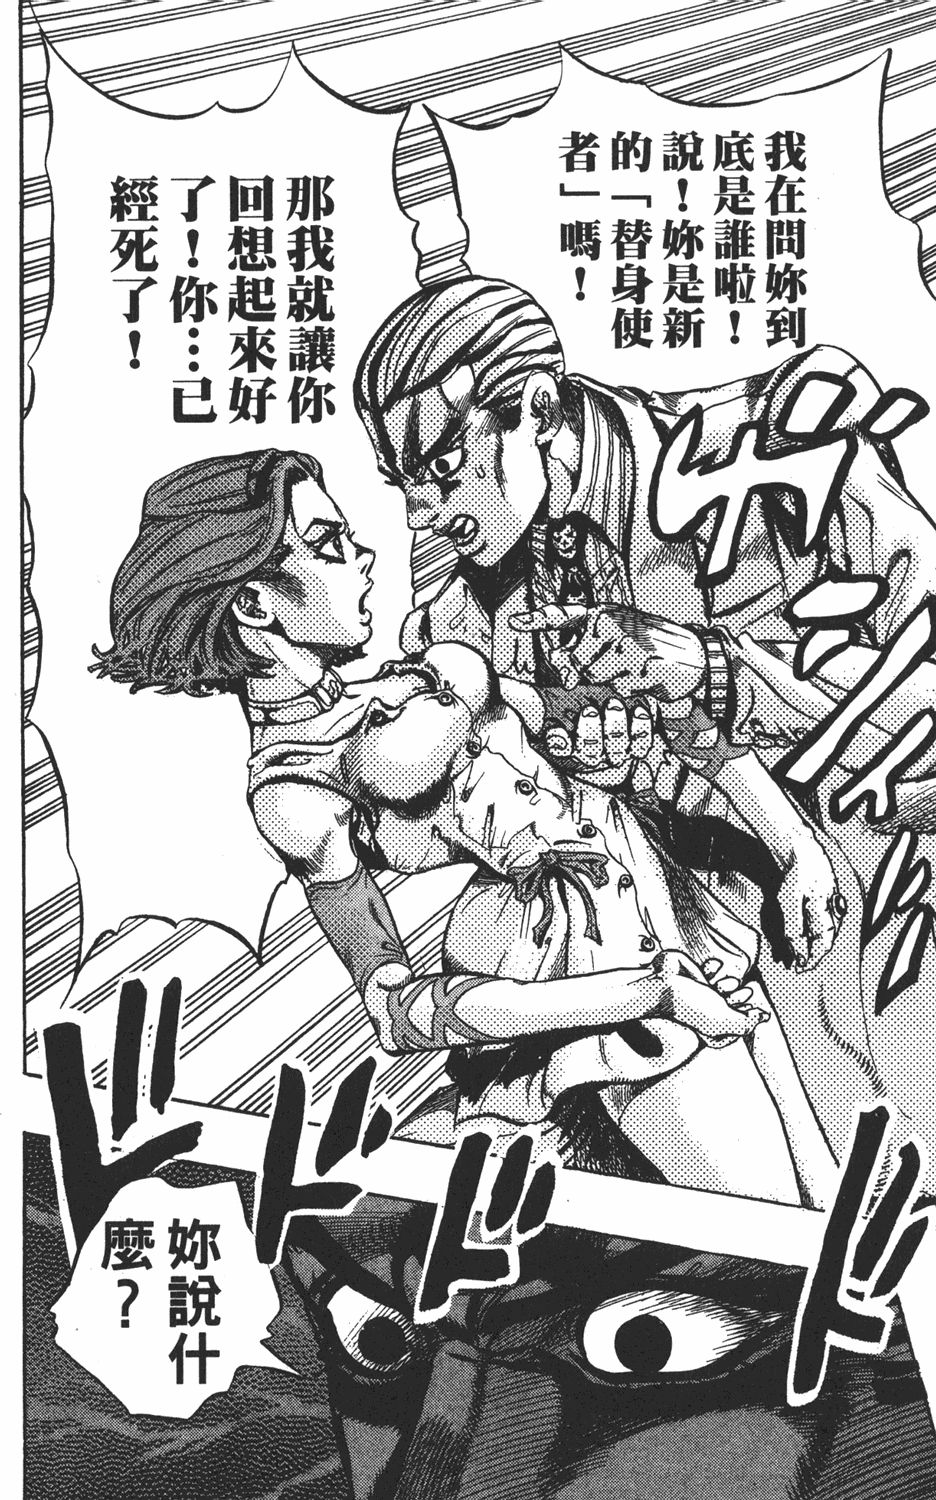 我在問妳到
底是誰啦！
說！妳是新
的「替身使
者」嗎！
那我就讓你
回想起來好
了！你…已
經死了！
ザ
ザ
シ
ィ
ドド
ド
ド
ド
妳說什
麼？